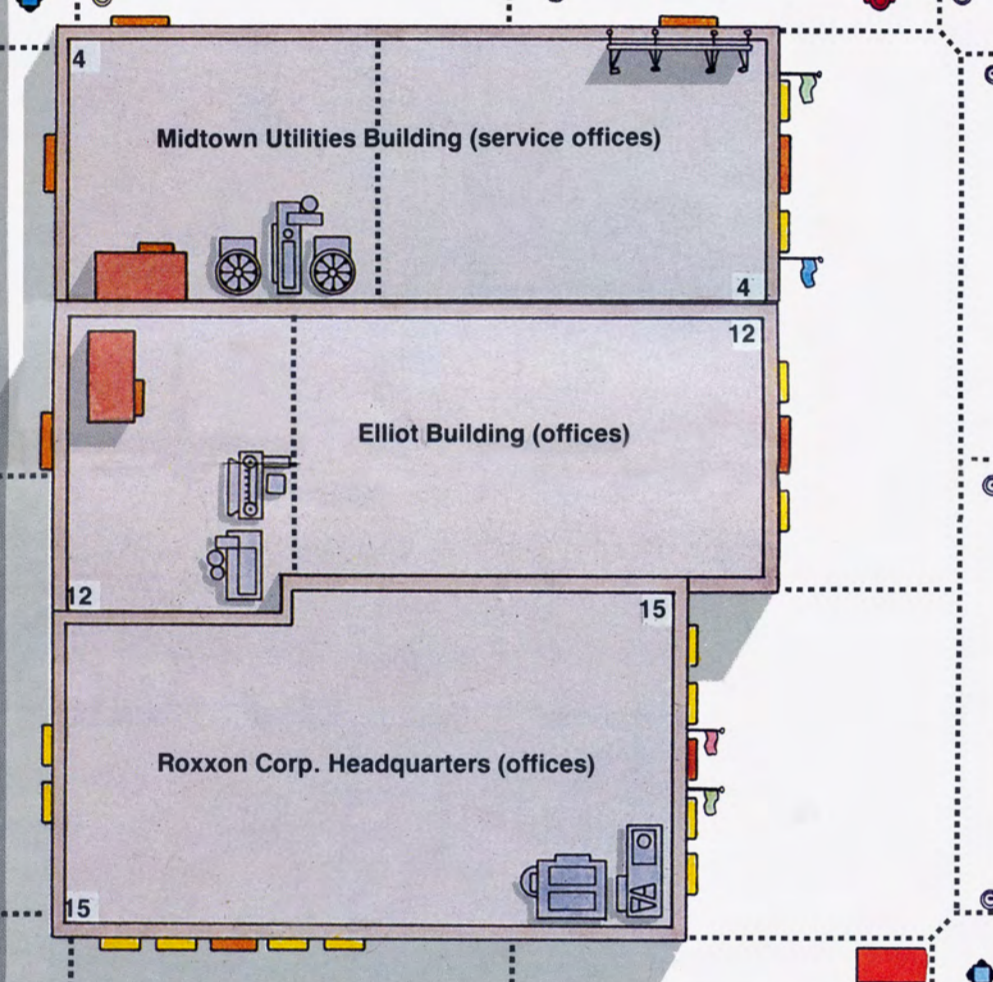 4
Midtown Utilities Building (service offices)
4
12
Elliot Building (offices)
12
15
Roxxon Corp. Headquarters (offices)
15